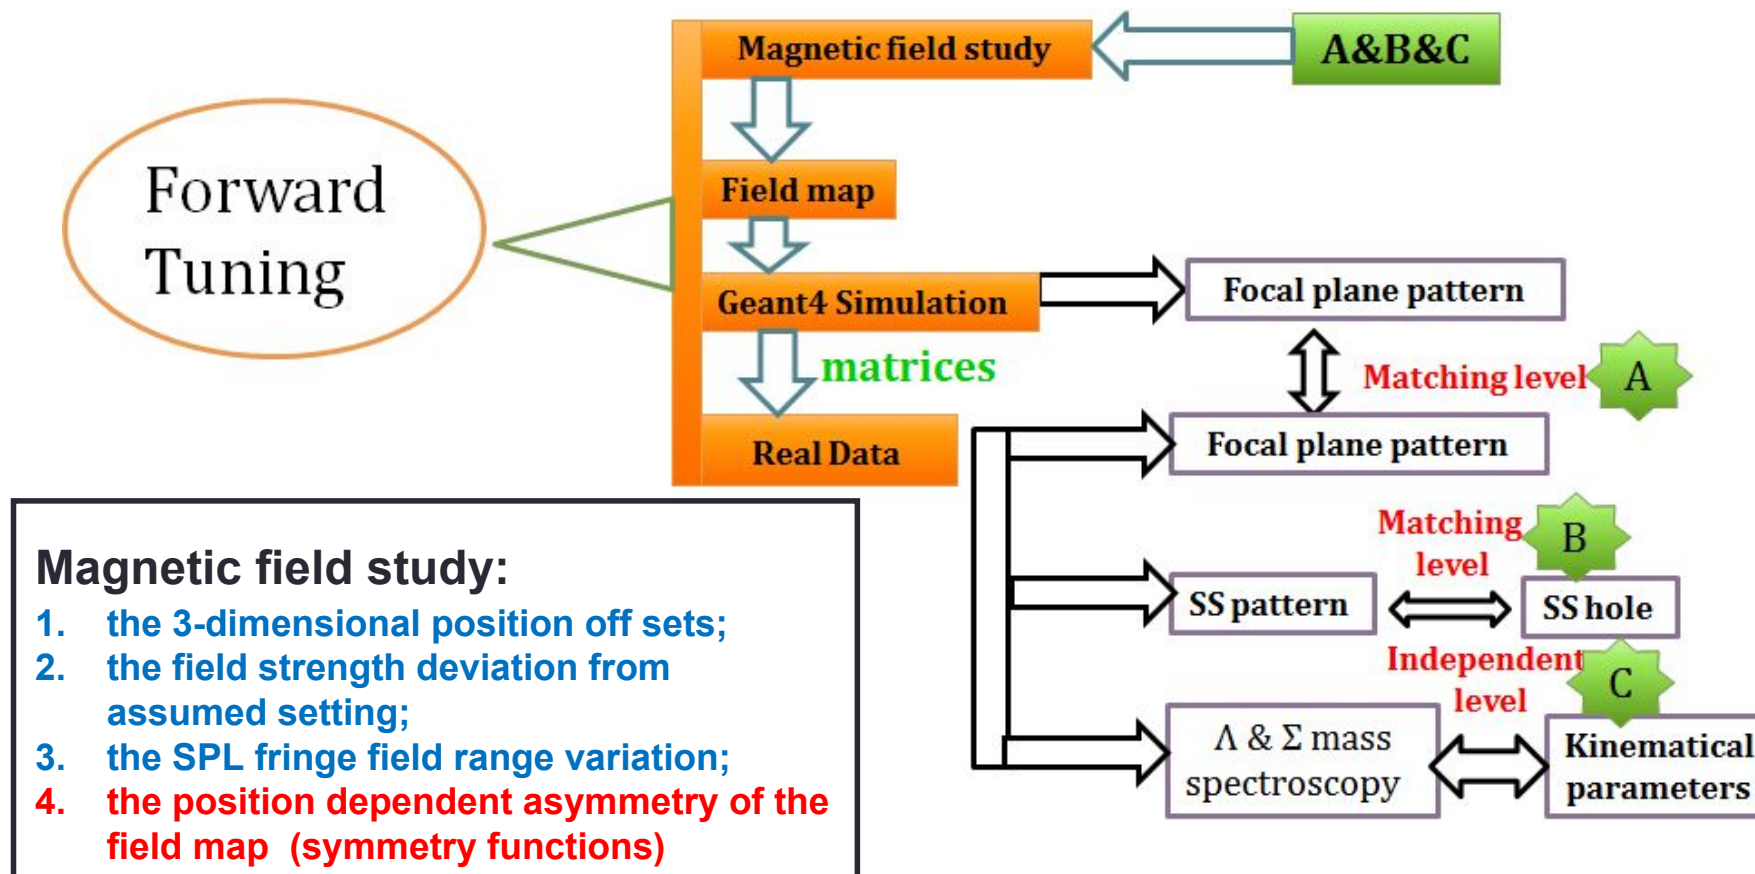 Forward
Tuning
Magnetic field study
A&B&C
Field map
Geant4 Simulation
matrices
Real Data
Focal plane pattern
Matching level
A
Focal plane pattern
Matching
level
B
SS pattern
SS hole
Independent
level
C
Λ & Σ mass
spectroscopy
Kinematical
parameters
Magnetic field study:
1. the 3-dimensional position off sets;
2. the field strength deviation from
assumed setting;
3. the SPL fringe field range variation;
4. the position dependent asymmetry of the
field map (symmetry functions)